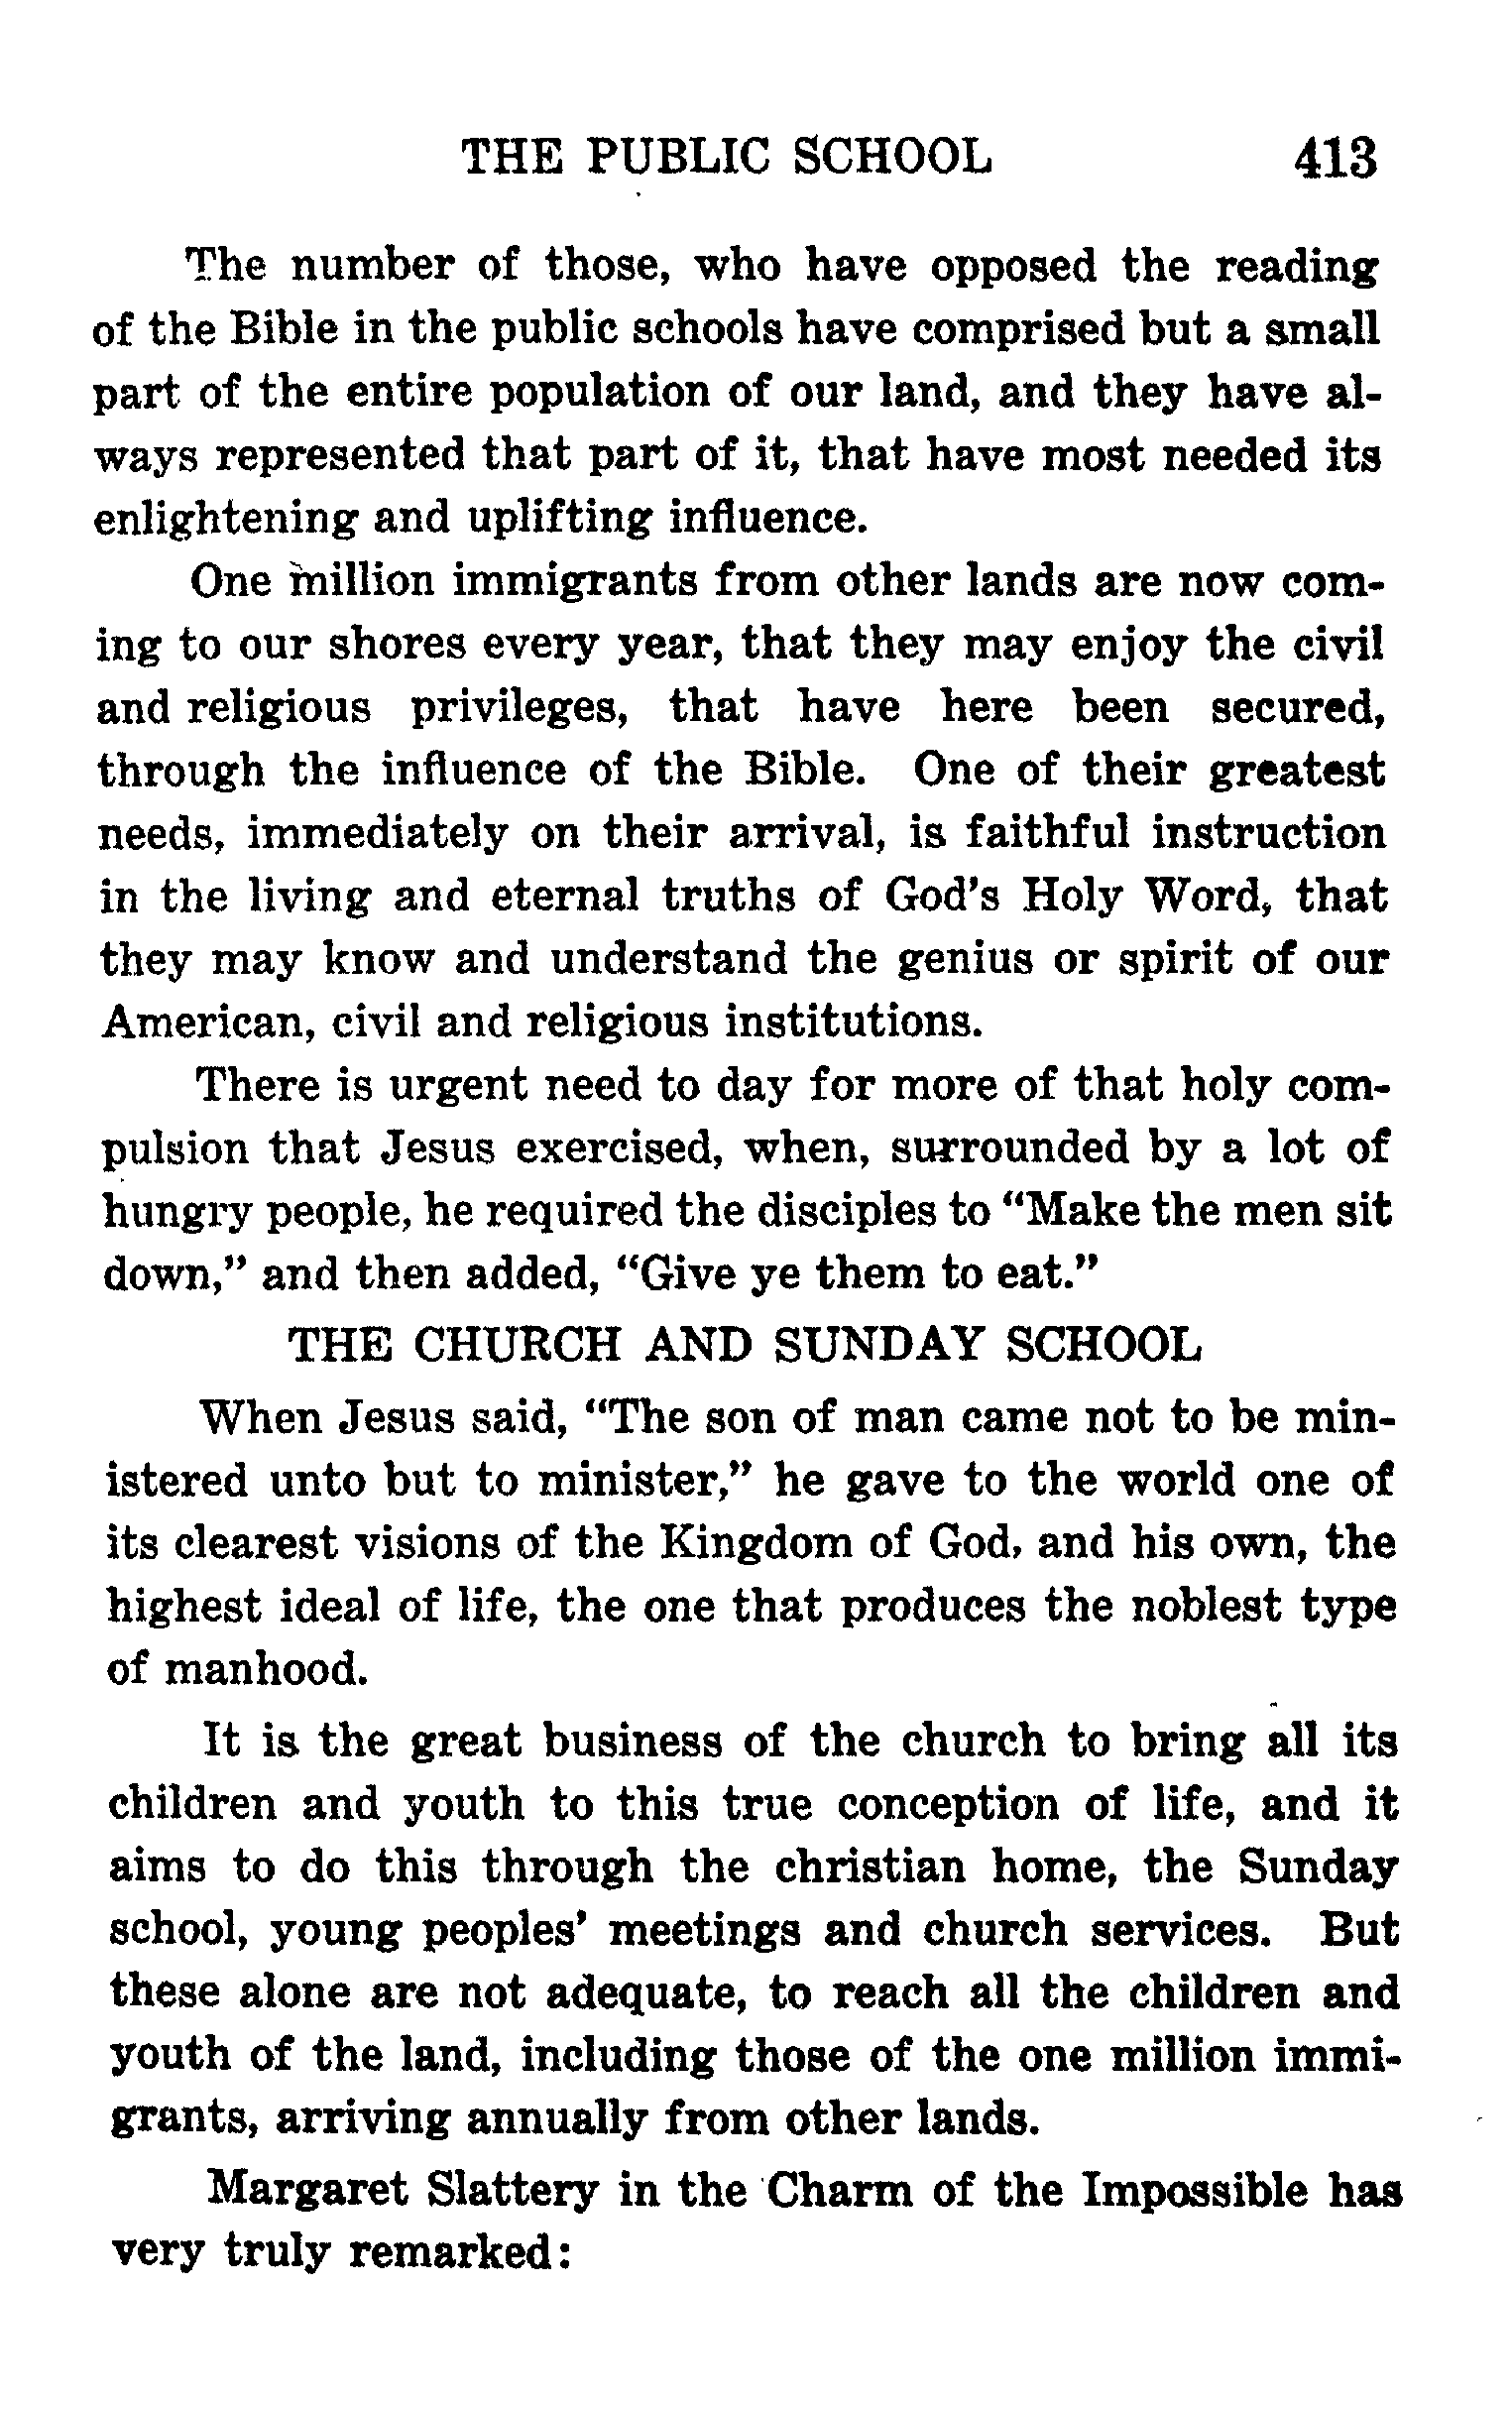 THE PUBLIC SCHOOL 413
The number of those, who have opposed the reading
of the Bible in the public schools have comprised but a small
part of the entire population of our land, and they have al-
ways represented that part of it, that have most needed its
enlightening and uplifting influence.
One million immigrants from other lands are now com-
ing to our shores every year, that they may enjoy the civil
and religious privileges, that have here been secured,
through the influence of the Bible. One of their greatest
needs, immediately on their arrival, is faithful instruction
in the living and eternal truths of God's Holy Word, that
they may know and understand the genius or spirit of our
American, civil and religious institutions.
There is urgent need to day for more of that holy com-
pulsion that Jesus exercised, when, surrounded by a lot of
hungry people, he required the disciples to "Make the men sit
down," and then added, "Give ye them to eat."
THE CHURCH AND SUNDAY SCHOOL
When Jesus said, "The son of man came not to be min-
istered unto but to minister," he gave to the world one of
its clearest visions of the Kingdom of God, and his own, the
highest ideal of life, the one that produces the noblest type
of manhood.
It is the great business of the church to bring all its
children and youth to this true conception of life, and it
aims to do this through the christian home, the Sunday
school, young peoples' meetings and church services. But
these alone are not adequate, to reach all the children and
youth of the land, including those of the one million immi-
grants, arriving annually from other lands.
Margaret Slattery in the Charm of the Impossible has
very truly remarked: